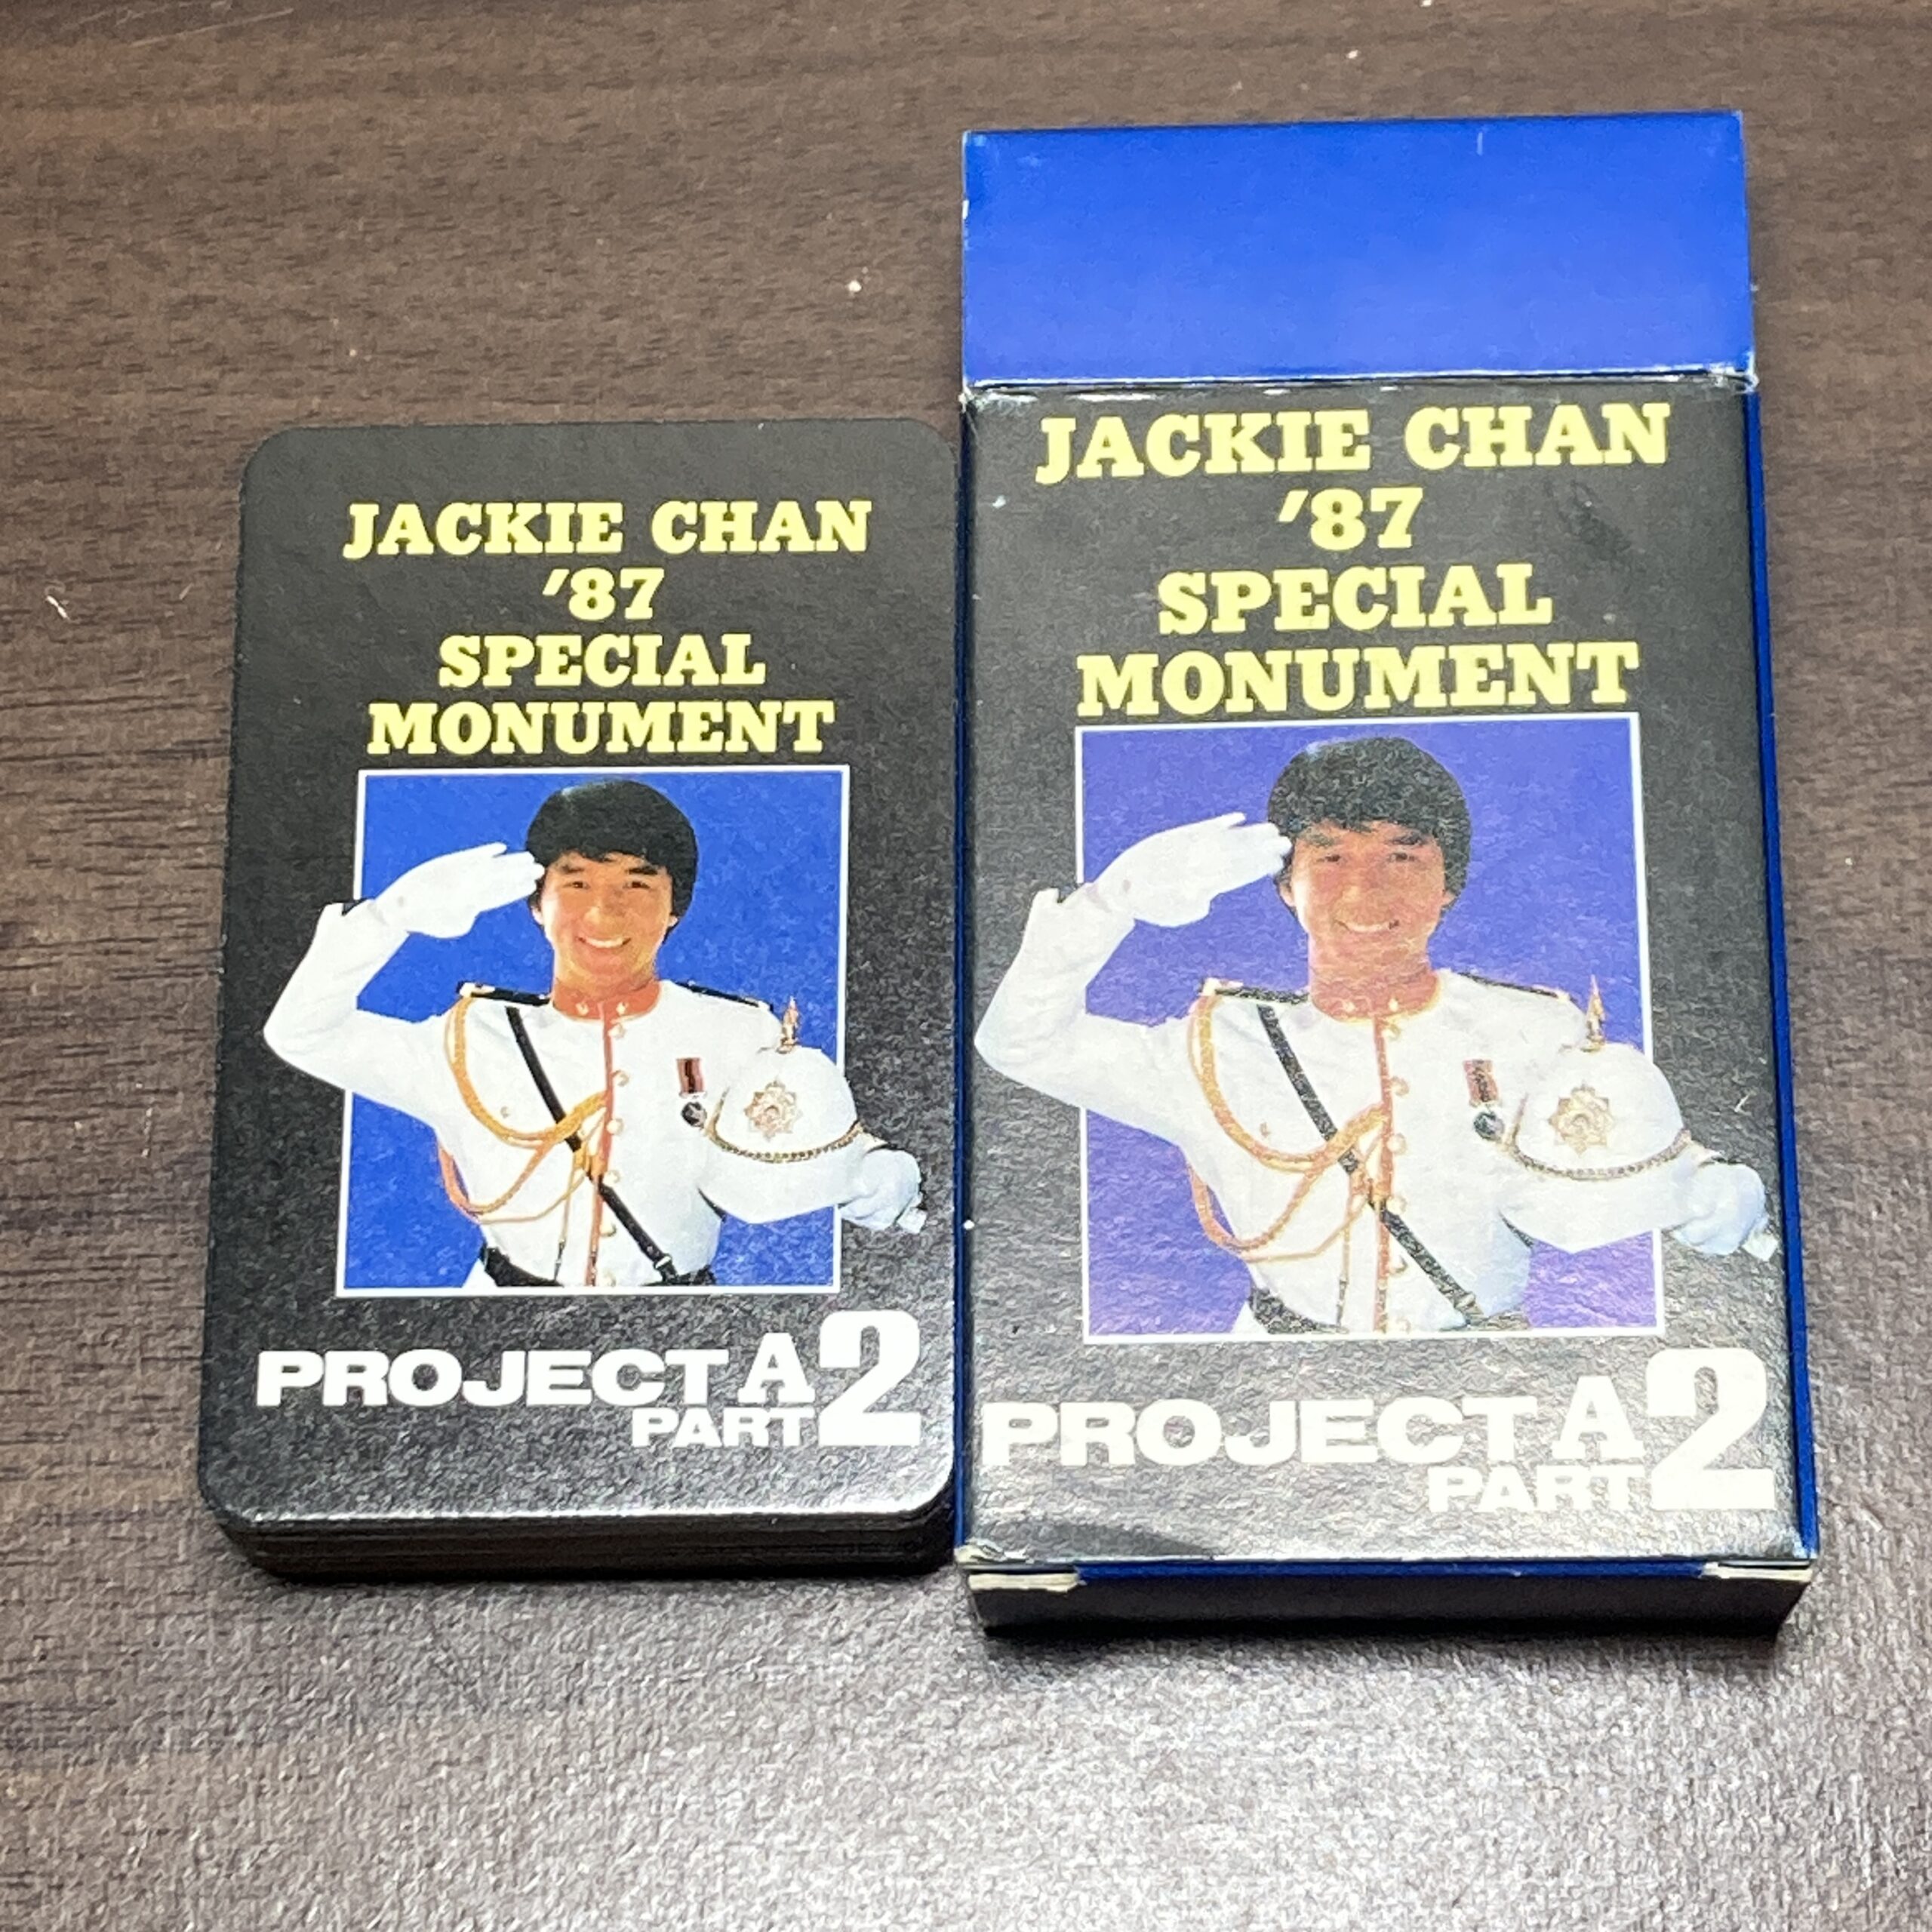 JACKIE CHAN
'87
SPECIAL
MONUMENT
PROJECT A
PART 2
JACKIE CHAN
'87
SPECIAL
MONUMENT
PROJECT A
PART 2